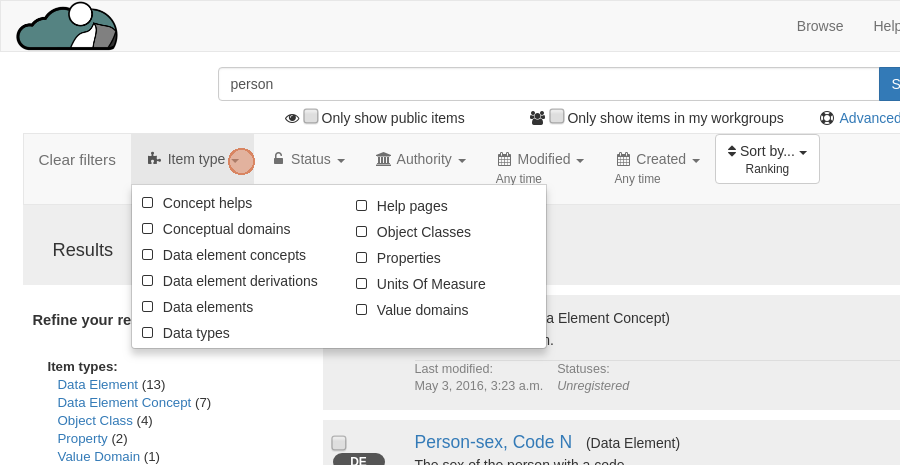 Browse Help
person
Only show public items Only show items in my workgroups Advanced
Clear filters Item type Status Authority Modified Created Sort by...
Any time Any time Ranking
Concept helps
Conceptual domains
Data element concepts
Data element derivations
Data elements
Data types
Help pages
Object Classes
Properties
Units Of Measure
Value domains
Results
Refine your re
a Element Concept)
n.
Item types:
Data Element (13)
Data Element Concept (7)
Object Class (4)
Property (2)
Value Domain (1)
Last modified: Statuses:
May 3, 2016, 3:23 a.m. Unregistered
Person-sex, Code N (Data Element)
DE
The sex of the person with a code.